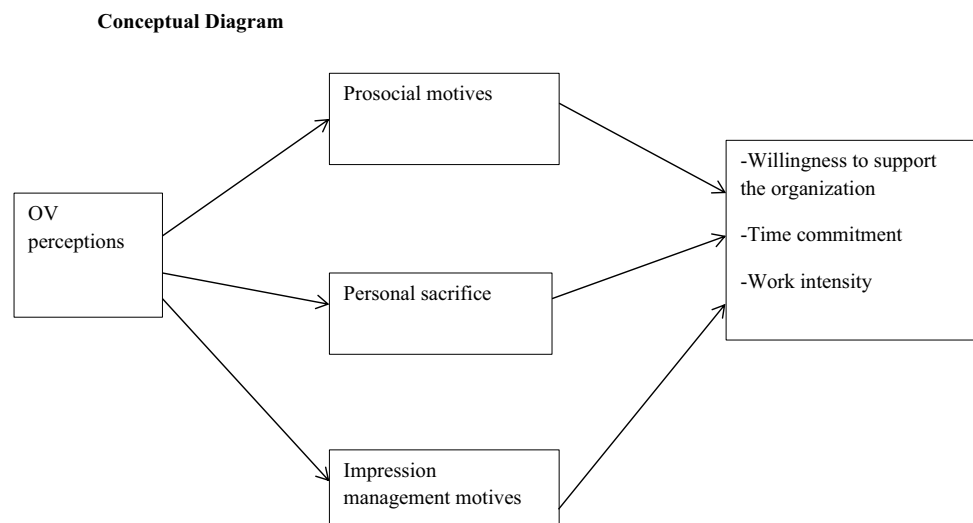 Conceptual Diagram
Prosocial motives
-Willingness to support
the organization
-Time commitment
-Work intensity
OV
perceptions
Personal sacrifice
Impression
management motives